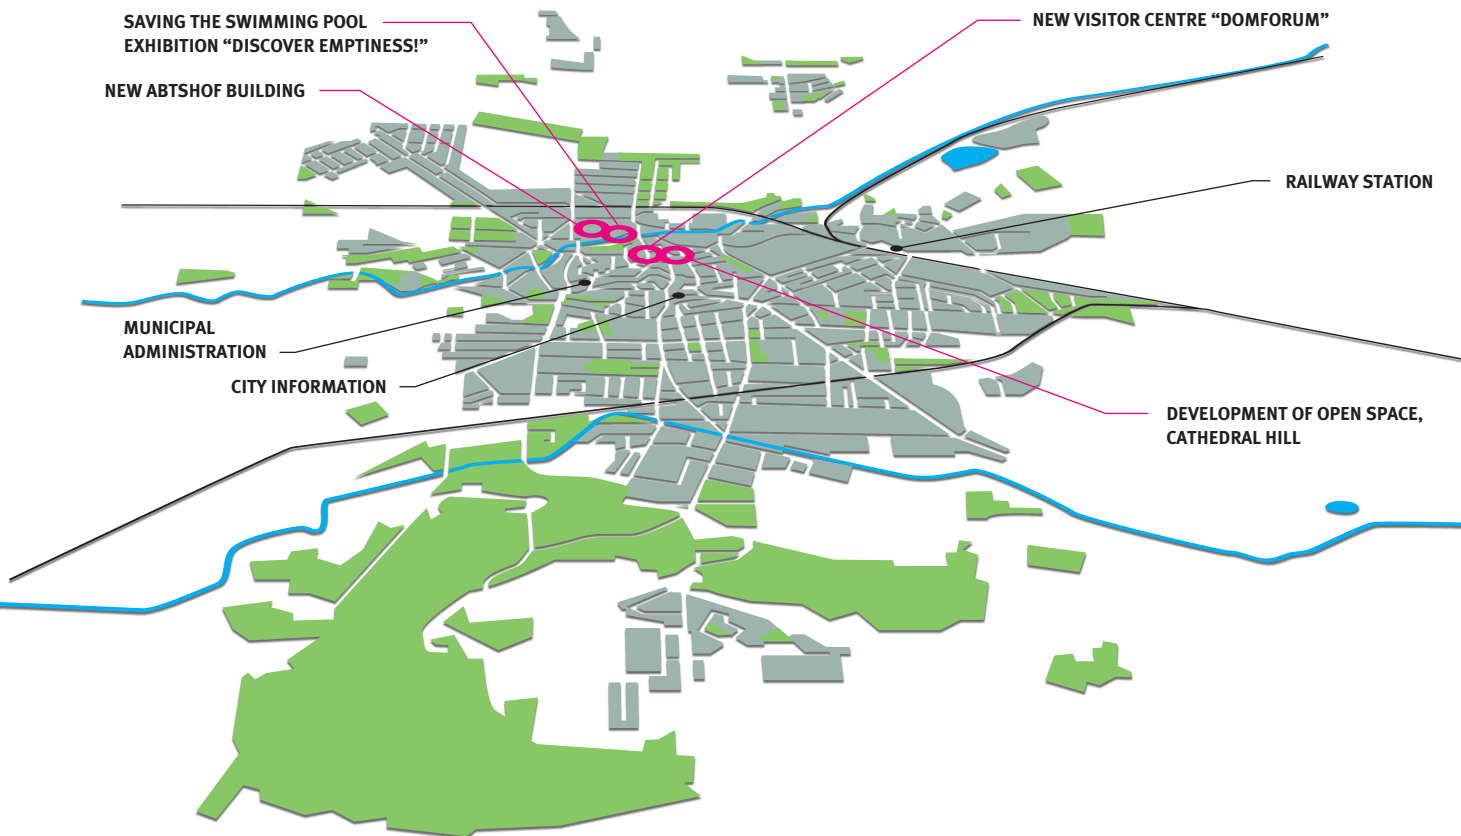 SAVING THE SWIMMING POOL
EXHIBITION “DISCOVER EMPTINESS!”
NEW VISITOR CENTRE “DOMFORUM”
NEW ABTSHOF BUILDING
RAILWAY STATION
MUNICIPAL
ADMINISTRATION
CITY INFORMATION
DEVELOPMENT OF OPEN SPACE,
CATHEDRAL HILL